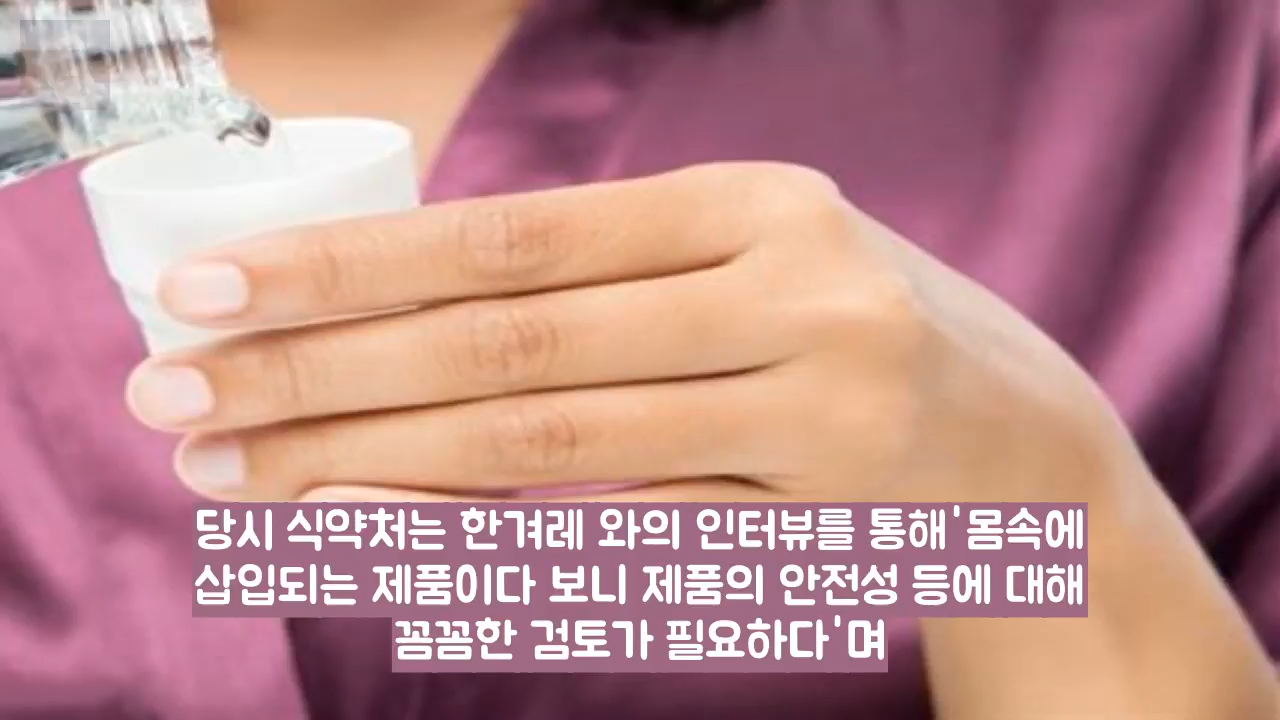 당시 식약처는 한겨레 와의 인터뷰를 통해'몸속에
삽입되는 제품이다 보니 제품의 안전성 등에 대해
꼼꼼한 검토가 필요하다'며